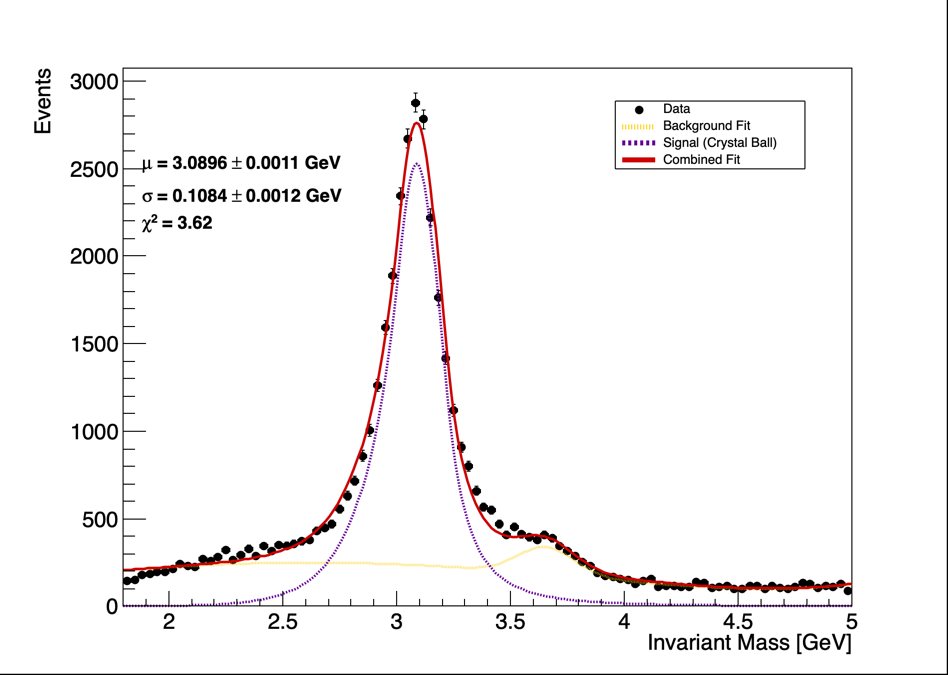 Events
3000
2500
2000
1500
1000
500
0
μ = 3.0896 ± 0.0011 GeV
σ = 0.1084 ± 0.0012 GeV
χ² = 3.62
Data
Background Fit
Signal (Crystal Ball)
Combined Fit
2 2.5 3 3.5 4 4.5 5
Invariant Mass [GeV]